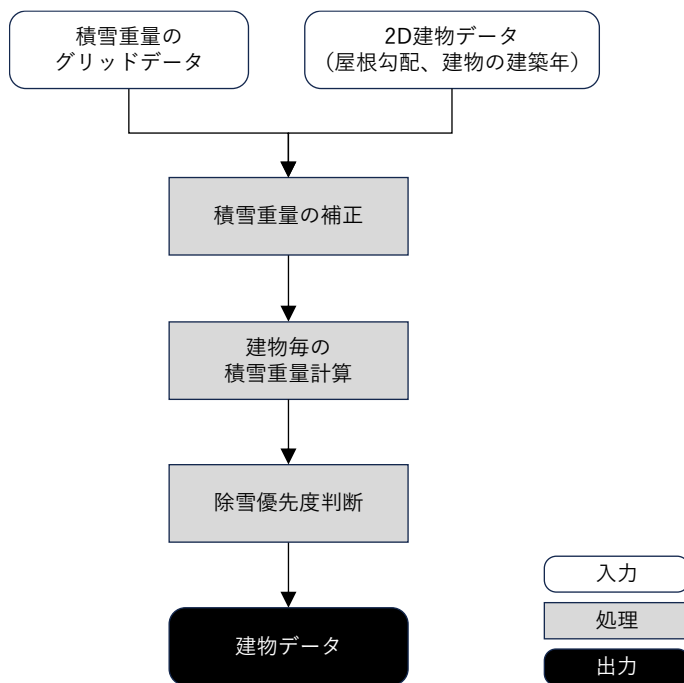 積雪重量の
グリッドデータ
2D建物データ
（屋根勾配、建物の建築年）
積雪重量の補正
建物毎の
積雪重量計算
除雪優先度判断
建物データ
入力
処理
出力